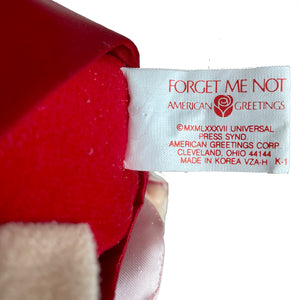 FORGET ME NOT
AMERICAN GREETINGS
©MXMLXXXVII UNIVERSAL
PRESS SYND.
AMERICAN GREETINGS CORP.
CLEVELAND, OHIO 44144
MADE IN KOREA VZA-H K-1